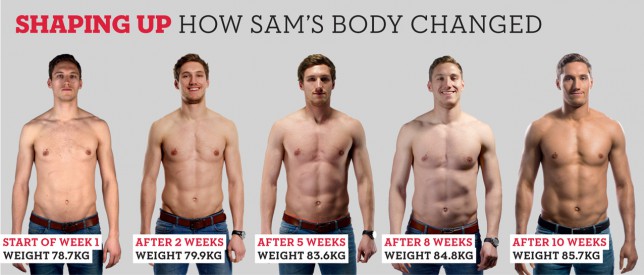 SHAPING UP HOW SAM'S BODY CHANGED
START OF WEEK 1
WEIGHT 78.7KG
AFTER 2 WEEKS
WEIGHT 79.9KG
AFTER 5 WEEKS
WEIGHT 83.6KG
AFTER 8 WEEKS
WEIGHT 84.8KG
AFTER 10 WEEKS
WEIGHT 85.7KG